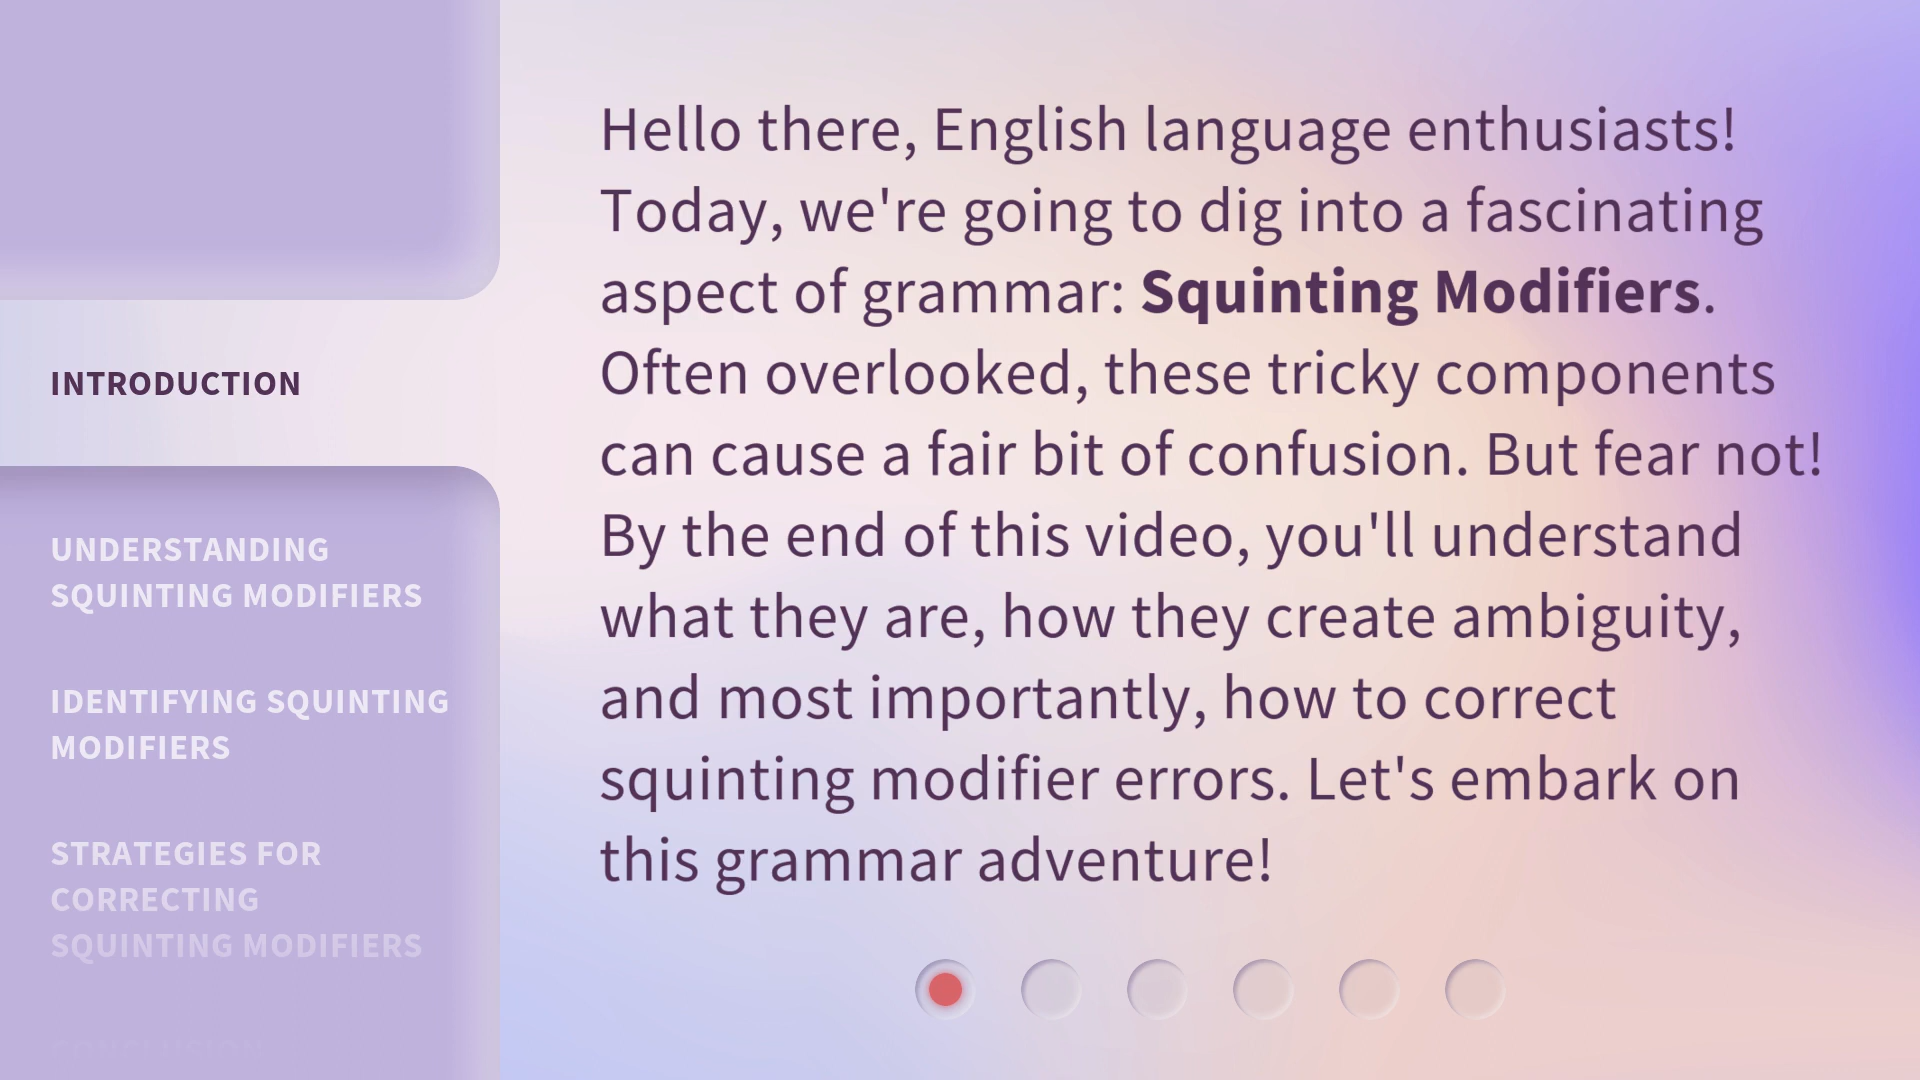 INTRODUCTION
UNDERSTANDING
SQUINTING MODIFIERS
IDENTIFYING SQUINTING
MODIFIERS
STRATEGIES FOR
CORRECTING
SQUINTING MODIFIERS
CONCLUSION
Hello there, English language enthusiasts!
Today, we're going to dig into a fascinating
aspect of grammar: Squinting Modifiers.
Often overlooked, these tricky components
can cause a fair bit of confusion. But fear not!
By the end of this video, you'll understand
what they are, how they create ambiguity,
and most importantly, how to correct
squinting modifier errors. Let's embark on
this grammar adventure!